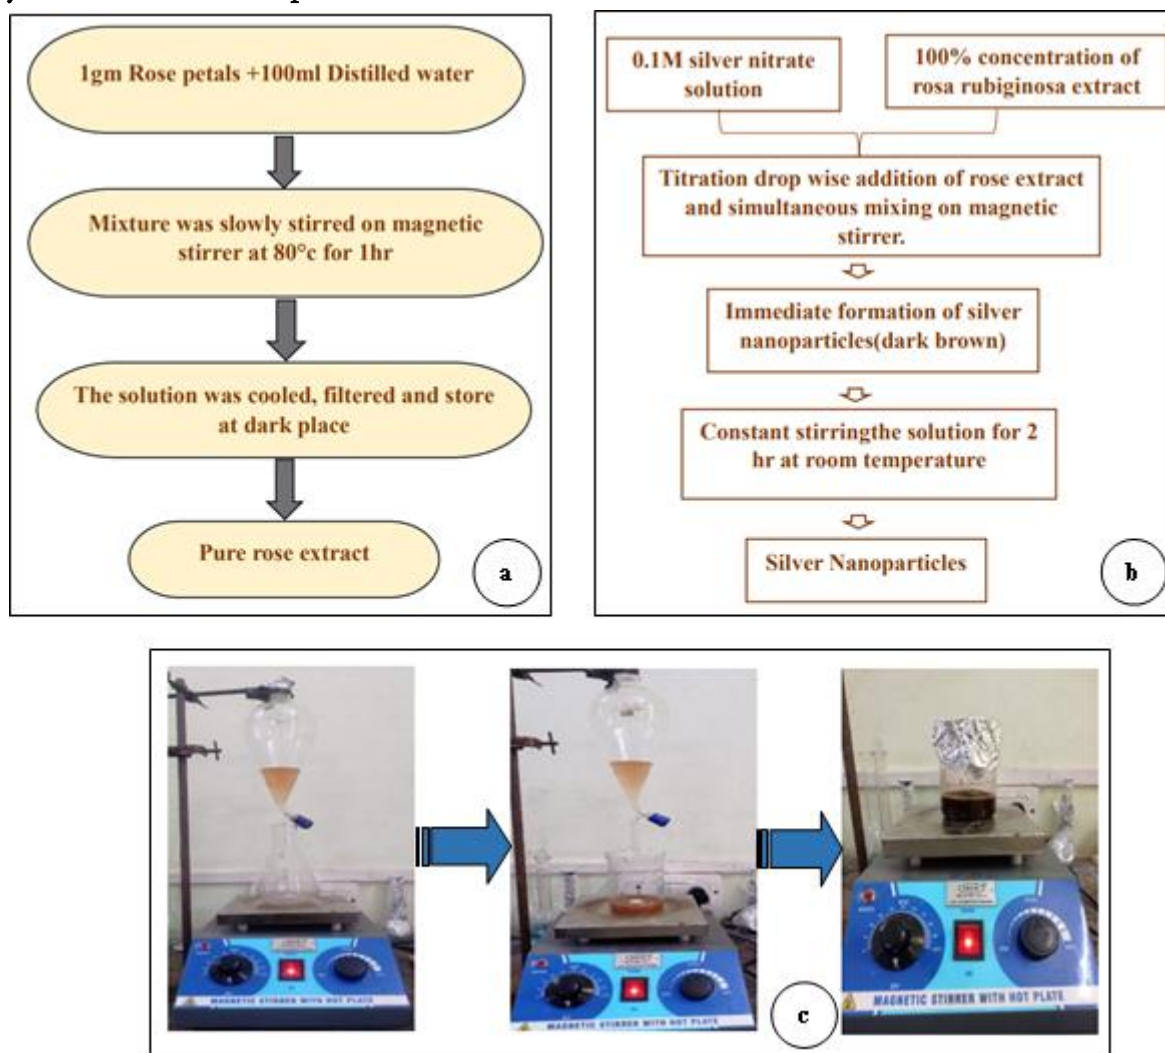 1gm Rose petals +100ml Distilled water
Mixture was slowly stirred on magnetic
stirrer at 80°c for 1hr
The solution was cooled, filtered and store
at dark place
Pure rose extract
a
0.1M silver nitrate
solution
100% concentration of
rosa rubiginosa extract
Titration drop wise addition of rose extract
and simultaneous mixing on magnetic
stirrer.
Immediate formation of silver
nanoparticles(dark brown)
Constant stirringthe solution for 2
hr at room temperature
Silver Nanoparticles
b
MAGNETIC STIRRER WITH HOT PLATE
MAGNETIC STIRRER WITH HOT PLATE
MAGNETIC STIRRER WITH HOT PLATE
c